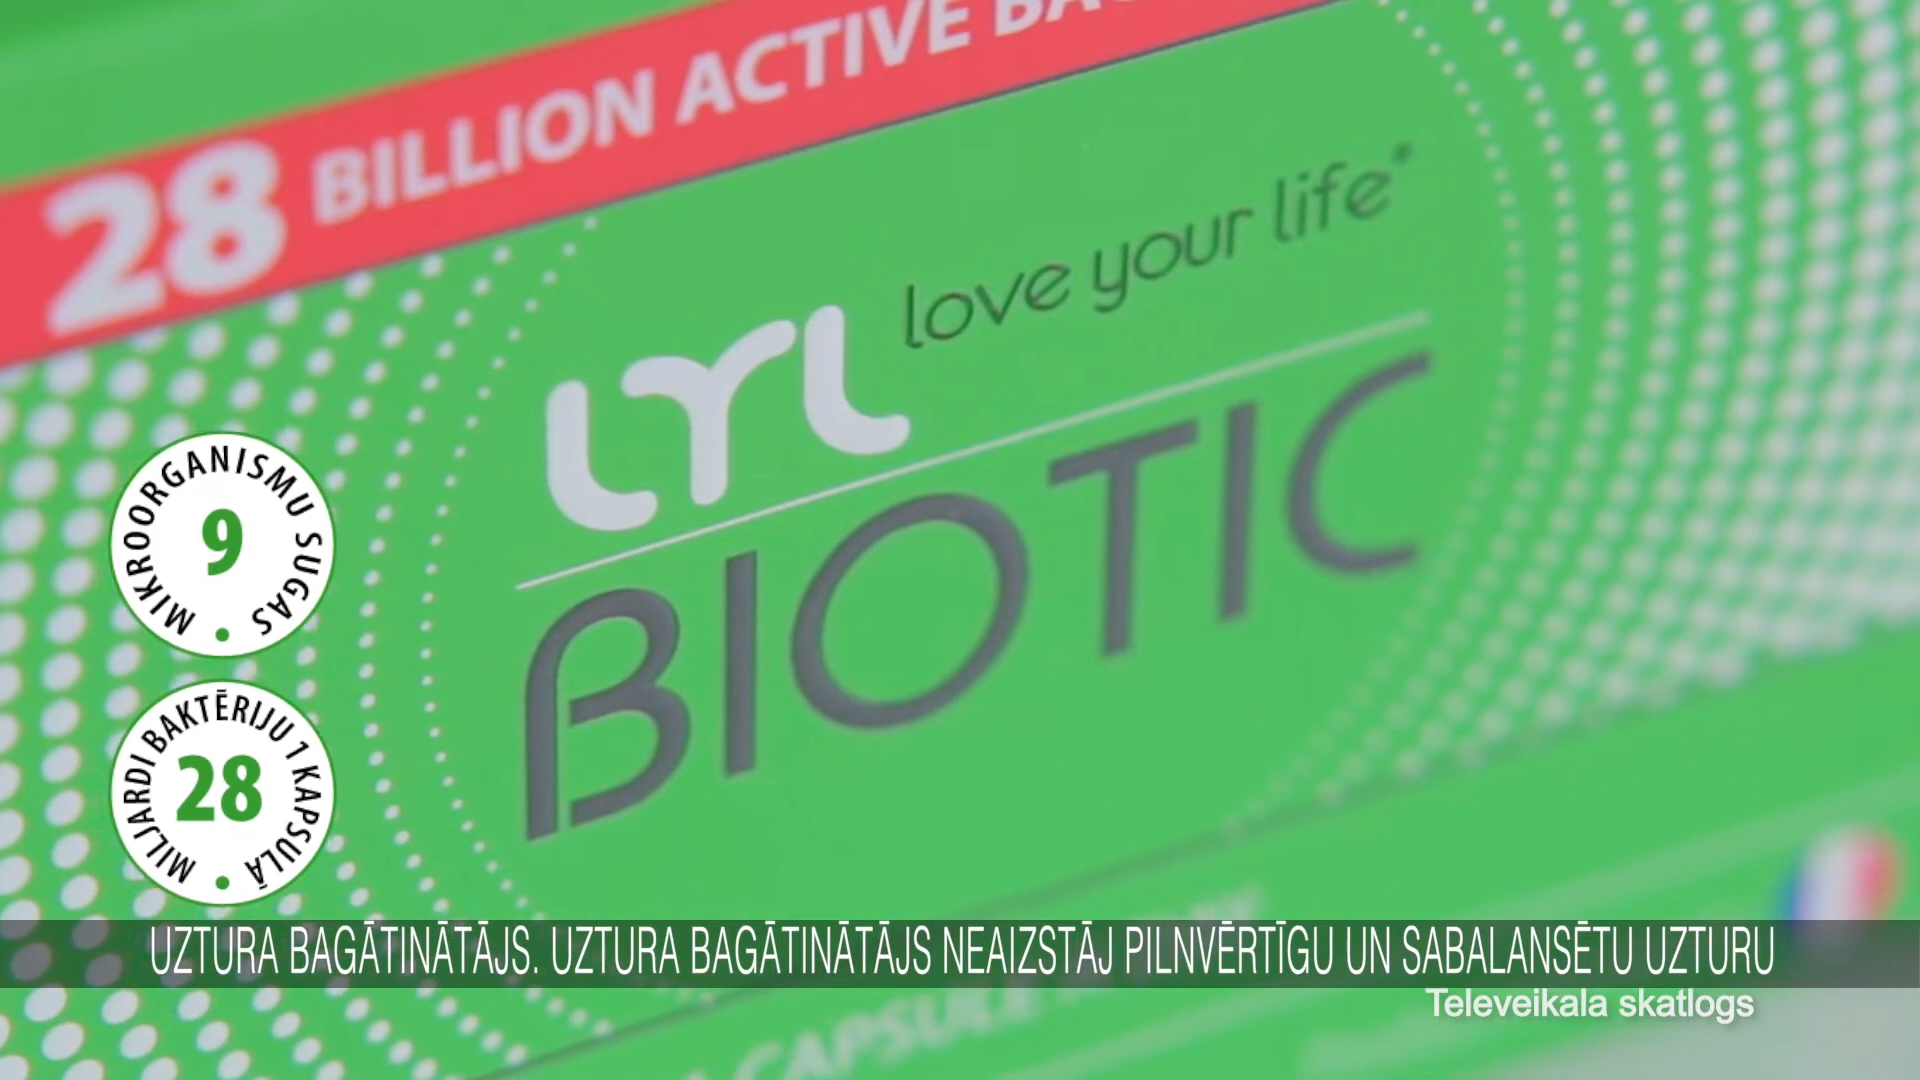 28 BILLION ACTIVE
LYL love your life®
BIOTIC
MIKROORGANISMU SUGAS
9
MILJARDI BAKTĒRIJU 1 KAPSULĀ
28
UZTURA BAGĀTINĀTĀJS. UZTURA BAGĀTINĀTĀJS NEAIZSTĀJ PILNVĒRTĪGU UN SABALANSĒTU UZTURU
CAPSULE
Televeikala skatlogs